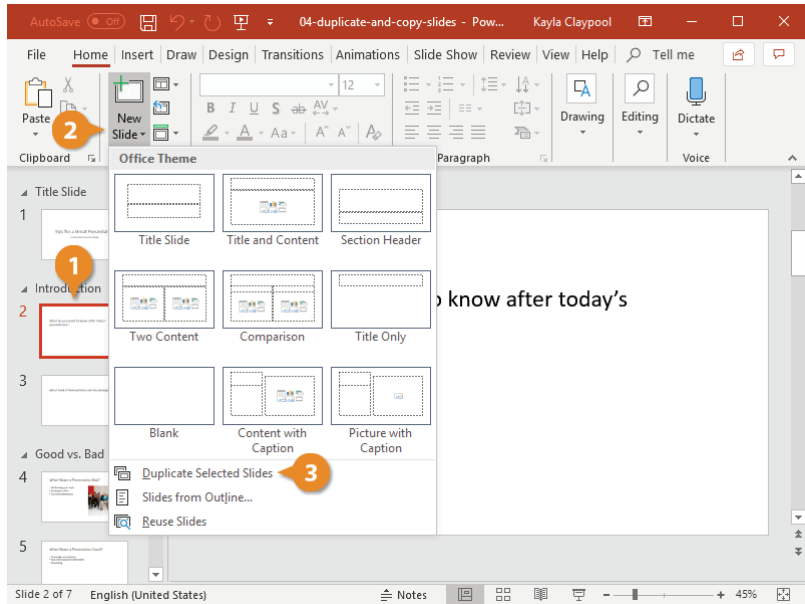 AutoSave Off 04-duplicate-and-copy-slides - Pow... Kayla Claypool
File Home Insert Draw Design Transitions Animations Slide Show Review View Help Tell me
12
Paste
New
Slide
B I U S ab AV
A Aa A A A
Drawing
Editing
Dictate
2
Clipboard
Paragraph
Voice
Office Theme
Title Slide Title and Content Section Header
Two Content Comparison Title Only
Blank Content with Caption Picture with Caption
Duplicate Selected Slides
3
Slides from Outline...
Reuse Slides
Title Slide
1
1
Introduction
2
3
Good vs. Bad
4
5
know after today's
Slide 2 of 7 English (United States) Notes 45%